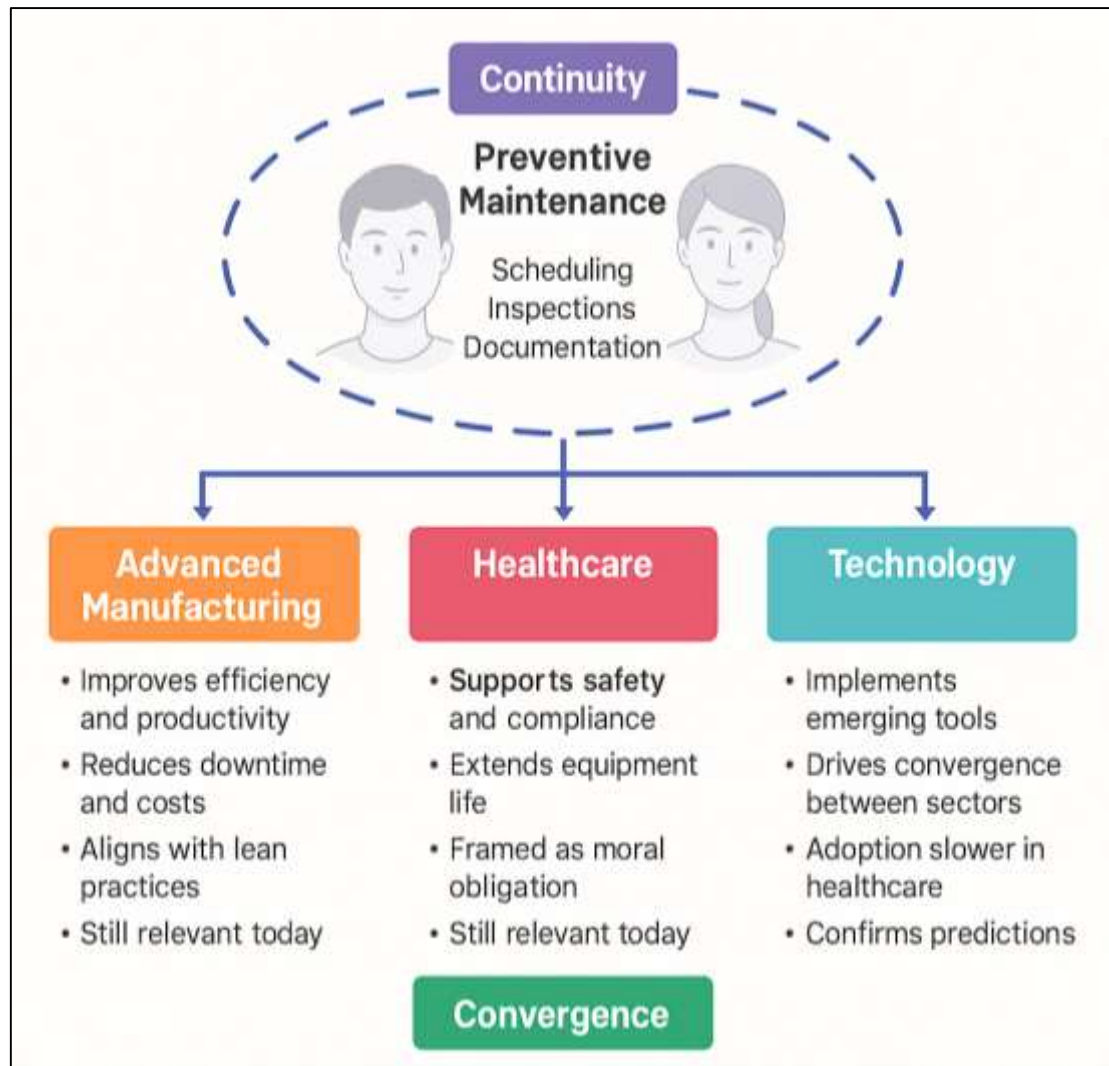 Continuity
Preventive
Maintenance
Scheduling
Inspections
Documentation
Advanced
Manufacturing
• Improves efficiency
and productivity
• Reduces downtime
and costs
• Aligns with lean
practices
• Still relevant today
Healthcare
• Supports safety
and compliance
• Extends equipment
life
• Framed as moral
obligation
• Still relevant today
Technology
• Implements
emerging tools
• Drives convergence
between sectors
• Adoption slower in
healthcare
• Confirms predictions
Convergence